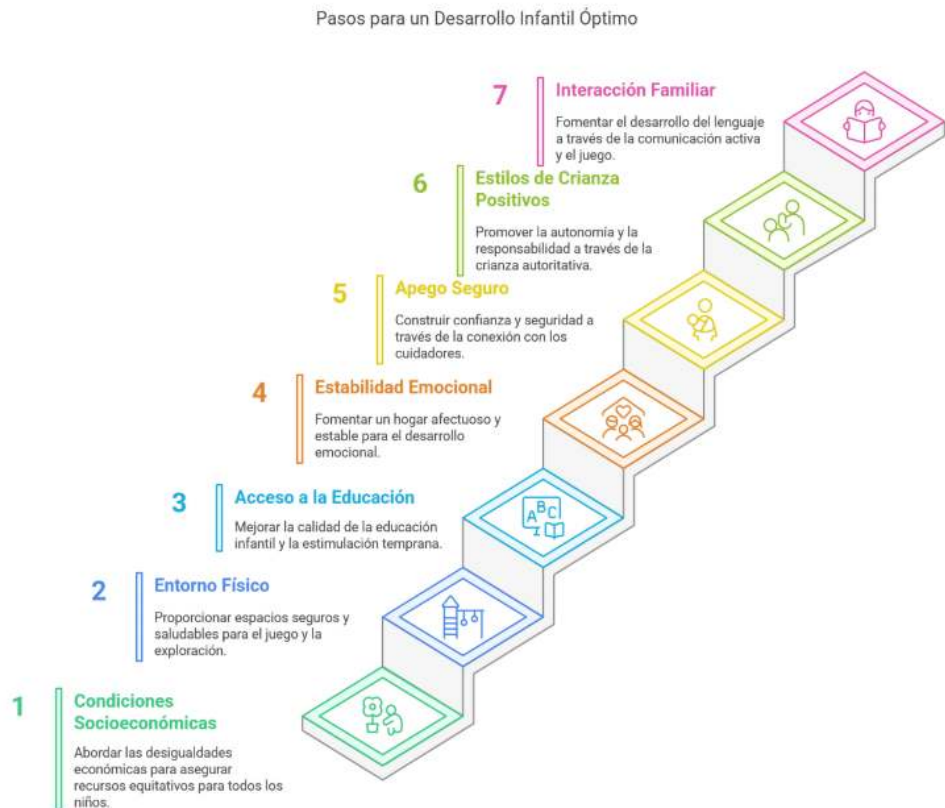 Pasos para un Desarrollo Infantil Óptimo
7
Interacción Familiar
Fomentar el desarrollo del lenguaje
a través de la comunicación activa
y el juego.
6
Estilos de Crianza
Positivos
Promover la autonomía y la
responsabilidad a través de la
crianza autoritativa.
5
Apego Seguro
Construir confianza y seguridad a
través de la conexión con los
cuidadores.
4
Estabilidad Emocional
Fomentar un hogar afectuoso y
estable para el desarrollo
emocional.
3
Acceso a la Educación
Mejorar la calidad de la educación
infantil y la estimulación temprana.
ABC
2
Entorno Físico
Proporcionar espacios seguros y
saludables para el juego y la
exploración.
1
Condiciones
Socioeconómicas
Abordar las desigualdades
económicas para asegurar
recursos equitativos para todos los
niños.